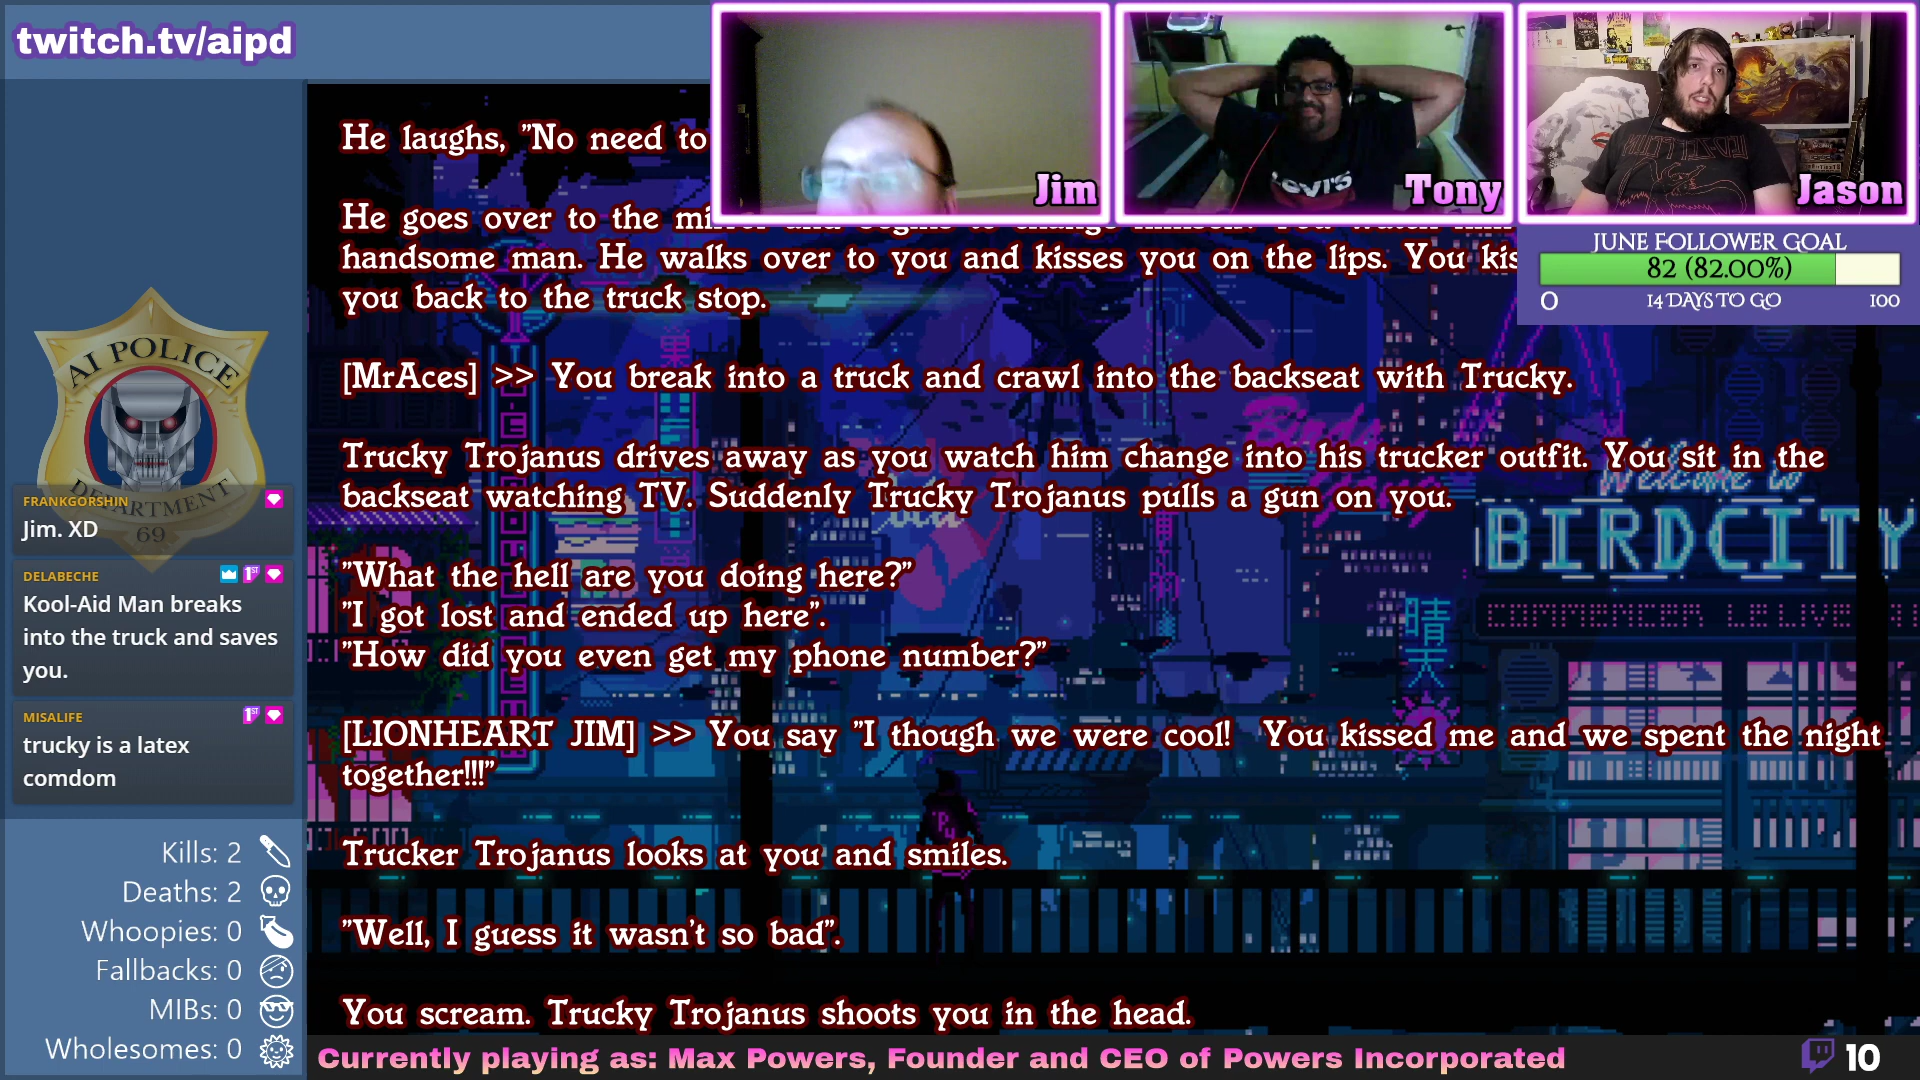 twitch.tv/aipd
Jim
Tony
LEVI'S
Jason
JUNE FOLLOWER GOAL
82 (82.00%)
0
14 DAYS TO GO
100
He laughs, "No need to
He goes over to the
handsome man. He walks over to you and kisses you on the lips. You kis
you back to the truck stop.
[MrAces] >> You break into a truck and crawl into the backseat with Trucky.
Trucky Trojanus drives away as you watch him change into his trucker outfit. You sit in the
backseat watching TV. Suddenly Trucky Trojanus pulls a gun on you.
"What the hell are you doing here?"
"I got lost and ended up here".
"How did you even get my phone number?"
[LIONHEART JIM] >> You say "I though we were cool! You kissed me and we spent the night
together!!!"
Trucker Trojanus looks at you and smiles.
"Well, I guess it wasn't so bad".
You scream. Trucky Trojanus shoots you in the head.
Welcome to
BIRDCITY
COMMENCER LE LIVE
晴
天
AI POLICE
DEPARTMENT
69
FRANKGORSHIN
Jim. XD
DELABECHE
1ST
Kool-Aid Man breaks
into the truck and saves
you.
MISALIFE
1ST
trucky is a latex
comdom
Kills: 2
Deaths: 2
Whoopies: 0
Fallbacks: 0
MIBs: 0
Wholesomes: 0
Currently playing as: Max Powers, Founder and CEO of Powers Incorporated
10